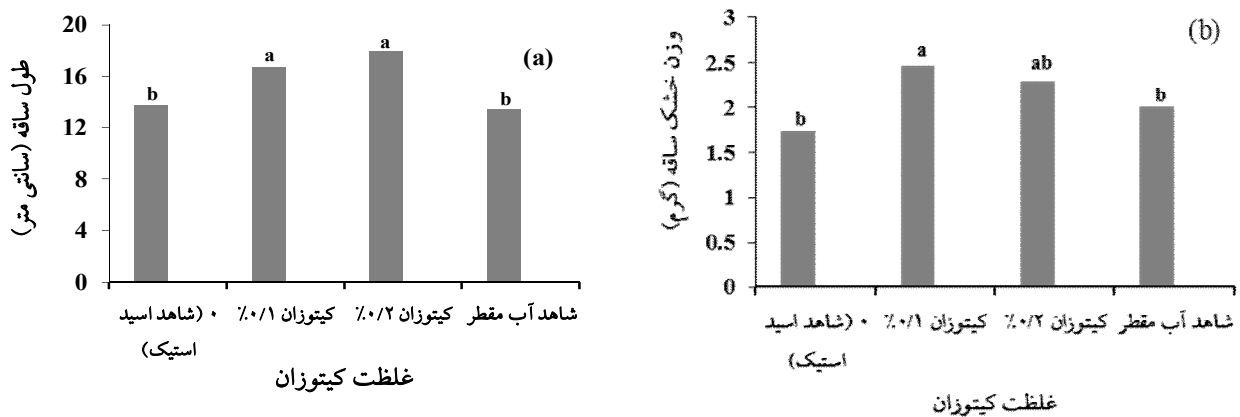 (a)
طول ساقه (سانتی متر)
20
16
12
8
4
0
b
a
a
b
۰ (شاهد اسید استیک)
کیتوزان ۰/۱٪
کیتوزان ۰/۲٪
شاهد آب مقطر
غلظت کیتوزان
(b)
وزن خشک ساقه (گرم)
3
2.5
2
1.5
1
0.5
0
b
a
ab
b
۰ (شاهد اسید استیک)
کیتوزان ۰/۱٪
کیتوزان ۰/۲٪
شاهد آب مقطر
غلظت کیتوزان